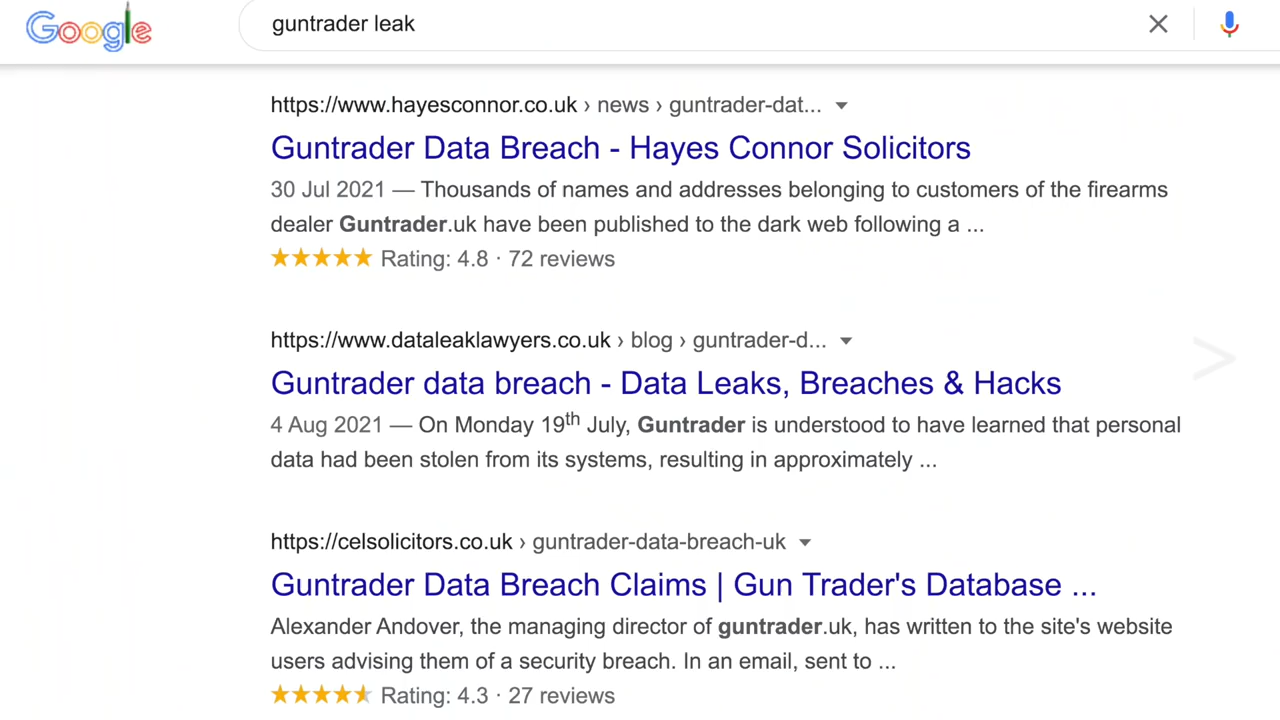 Google
guntrader leak
https://www.hayesconnor.co.uk › news › guntrader-dat...
Guntrader Data Breach - Hayes Connor Solicitors
30 Jul 2021 — Thousands of names and addresses belonging to customers of the firearms
dealer Guntrader.uk have been published to the dark web following a ...
Rating: 4.8 · 72 reviews
https://www.dataleaklawyers.co.uk › blog › guntrader-d...
Guntrader data breach - Data Leaks, Breaches & Hacks
4 Aug 2021 — On Monday 19th July, Guntrader is understood to have learned that personal
data had been stolen from its systems, resulting in approximately ...
https://celsolicitors.co.uk › guntrader-data-breach-uk
Guntrader Data Breach Claims | Gun Trader's Database ...
Alexander Andover, the managing director of guntrader.uk, has written to the site's website
users advising them of a security breach. In an email, sent to ...
Rating: 4.3 · 27 reviews